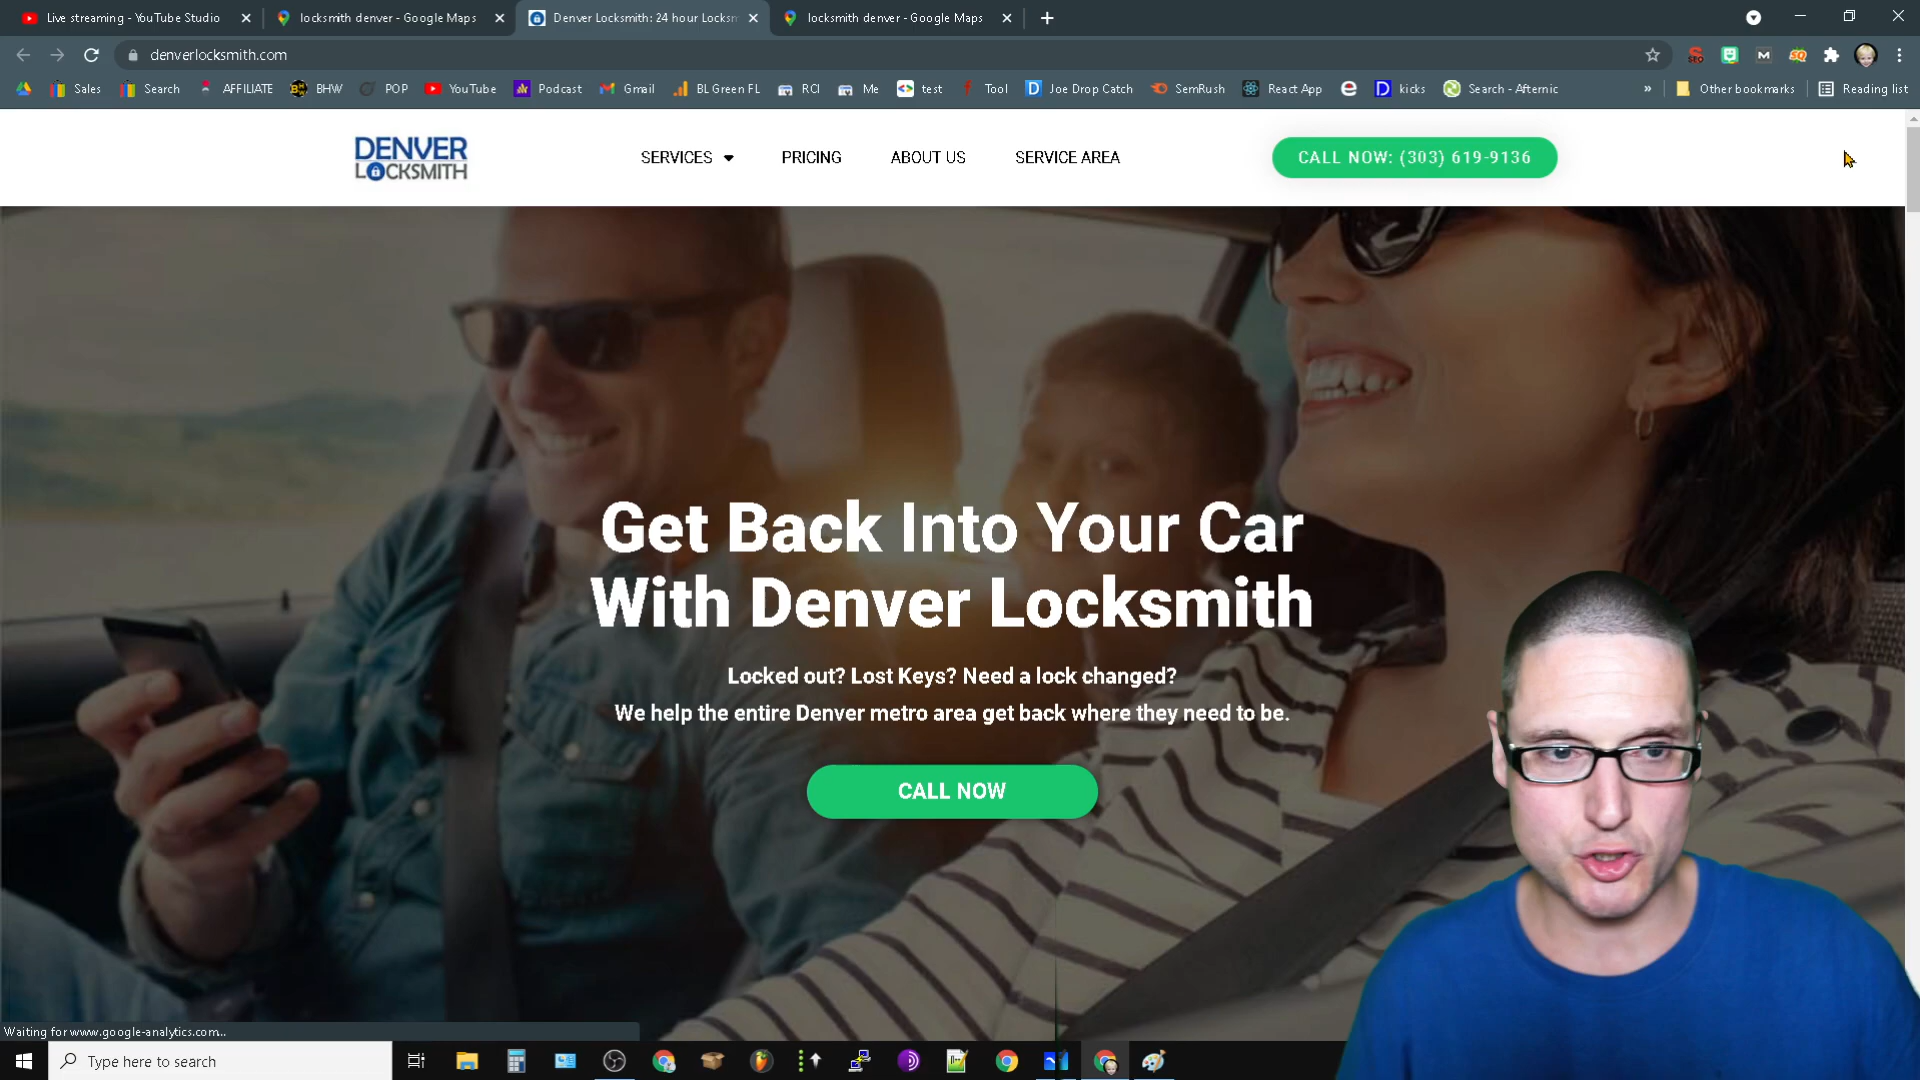 Live streaming - YouTube Studio
locksmith denver - Google Maps
Denver Locksmith: 24 hour Locksm
locksmith denver - Google Maps
denverlocksmith.com
Sales
Search
AFFILIATE
BHW
POP
YouTube
Podcast
Gmail
BL Green FL
RCI
Me
test
Tool
Joe Drop Catch
SemRush
React App
kicks
Search - Afternic
»
Other bookmarks
Reading list
DENVER
LOCKSMITH
SERVICES
PRICING
ABOUT US
SERVICE AREA
CALL NOW: (303) 619-9136
Get Back Into Your Car
With Denver Locksmith
Locked out? Lost Keys? Need a lock changed?
We help the entire Denver metro area get back where they need to be.
CALL NOW
Waiting for www.google-analytics.com...
Type here to search